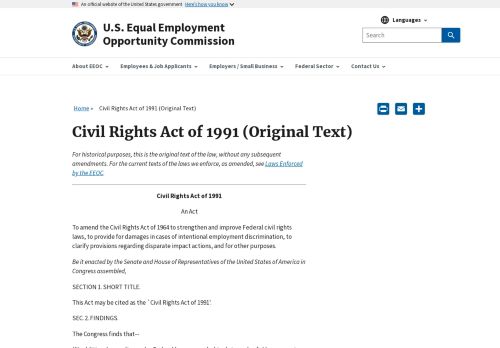 An official website of the United States government Here's how you know
Languages
U.S. Equal Employment
Opportunity Commission
Search
About EEOC Employees & Job Applicants Employers / Small Business Federal Sector Contact Us
Home » Civil Rights Act of 1991 (Original Text)
Civil Rights Act of 1991 (Original Text)
For historical purposes, this is the original text of the law, without any subsequent
amendments. For the current texts of the laws we enforce, as amended, see Laws Enforced
by the EEOC.
Civil Rights Act of 1991
An Act
To amend the Civil Rights Act of 1964 to strengthen and improve Federal civil rights
laws, to provide for damages in cases of intentional employment discrimination, to
clarify provisions regarding disparate impact actions, and for other purposes.
Be it enacted by the Senate and House of Representatives of the United States of America in
Congress assembled,
SECTION 1. SHORT TITLE.
This Act may be cited as the `Civil Rights Act of 1991'.
SEC. 2. FINDINGS.
The Congress finds that--